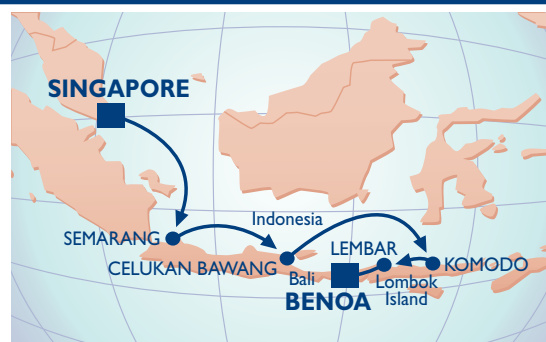 SINGAPORE
Indonesia
SEMARANG
LEMBAR
CELUKAN BAWANG
KOMODO
Bali
Lombok
Island
BENOA